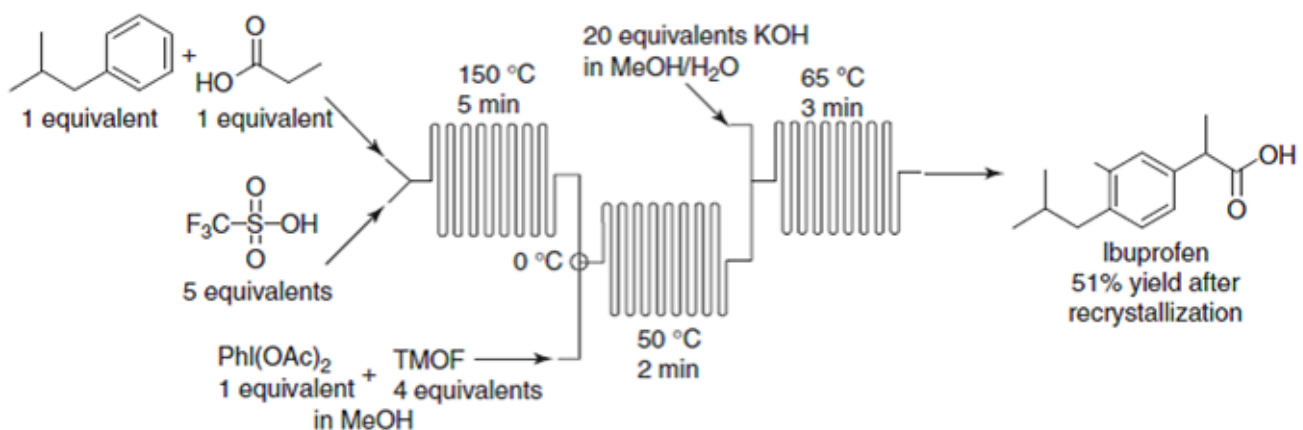 O
HO
+
1 equivalent
1 equivalent
150 °C
5 min
20 equivalents KOH
in MeOH/H₂O
65 °C
3 min
O
F₃C-S-OH
O
5 equivalents
0 °C
50 °C
2 min
PhI(OAc)₂
1 equivalent
+
TMOF
4 equivalents
in MeOH
OH
O
Ibuprofen
51% yield after
recrystallization